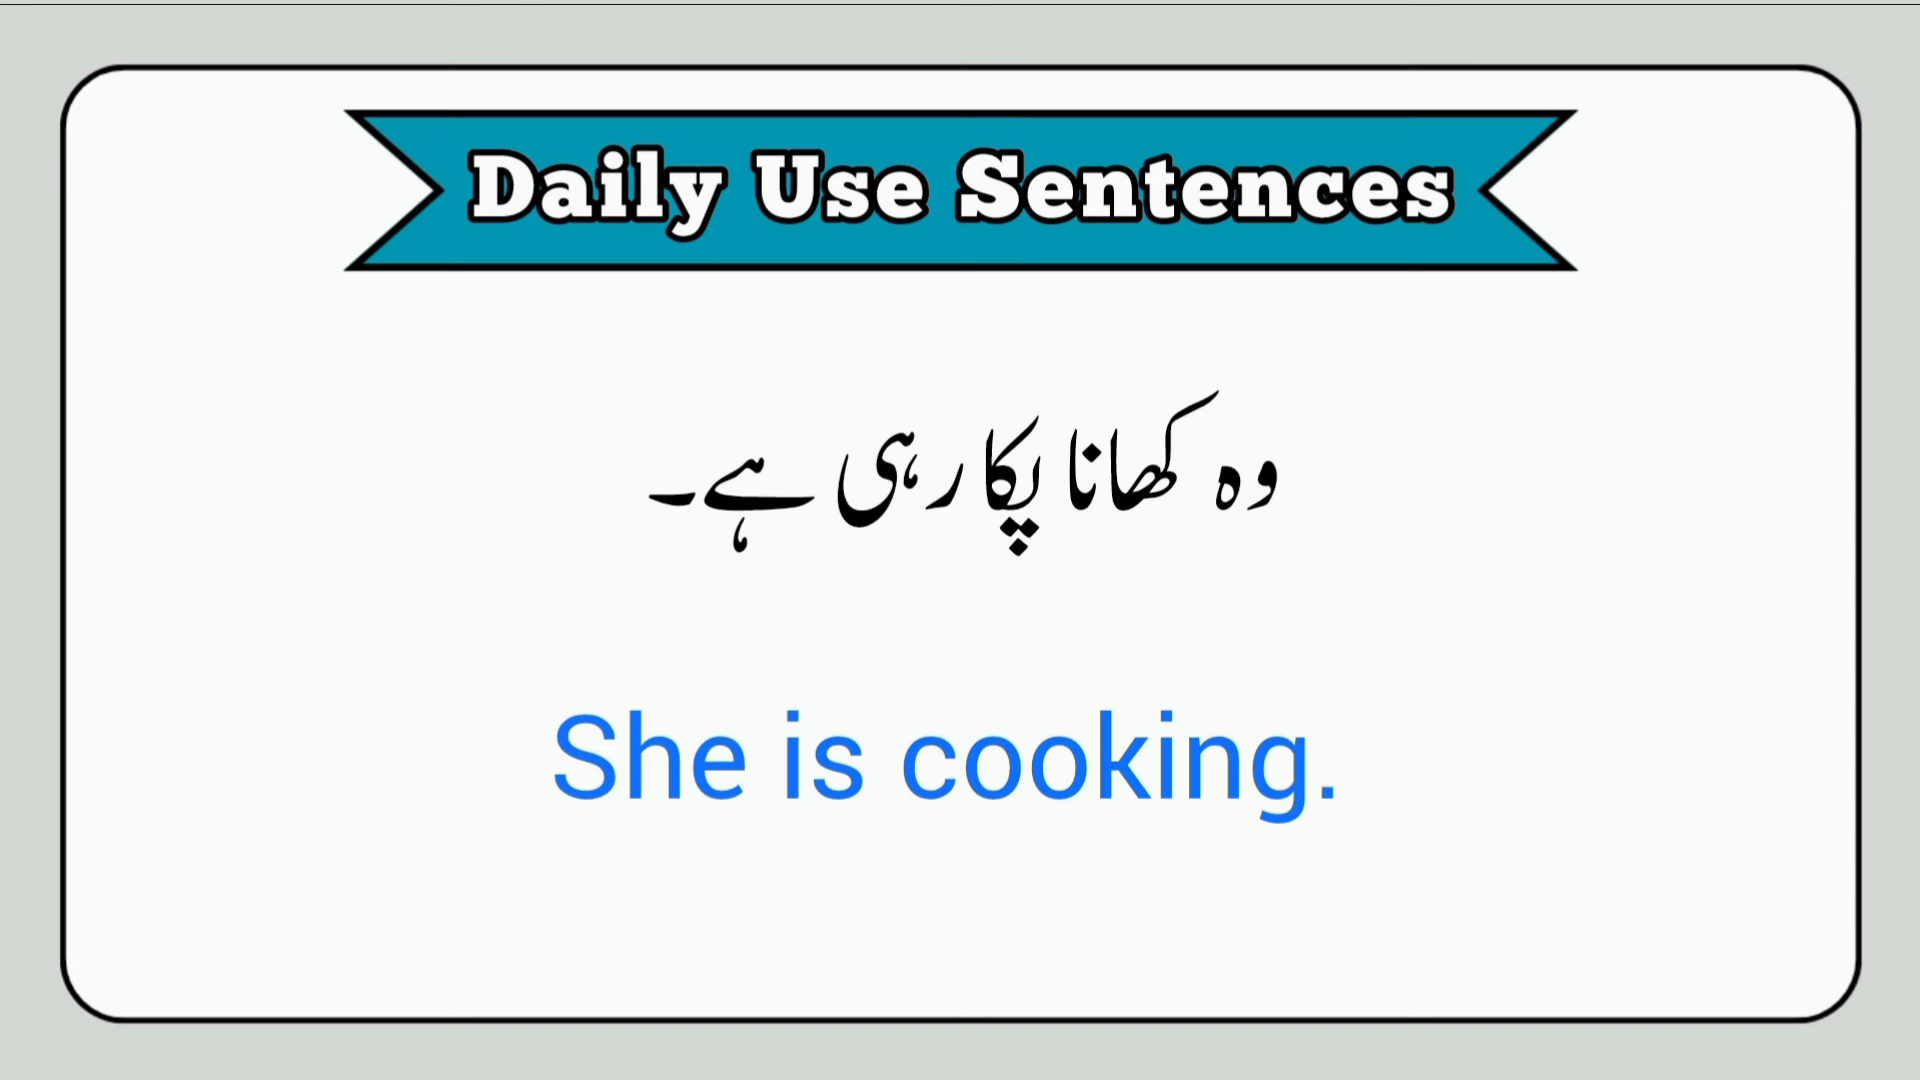 Daily Use Sentences
وہ کھانا پکا رہی ہے۔
She is cooking.